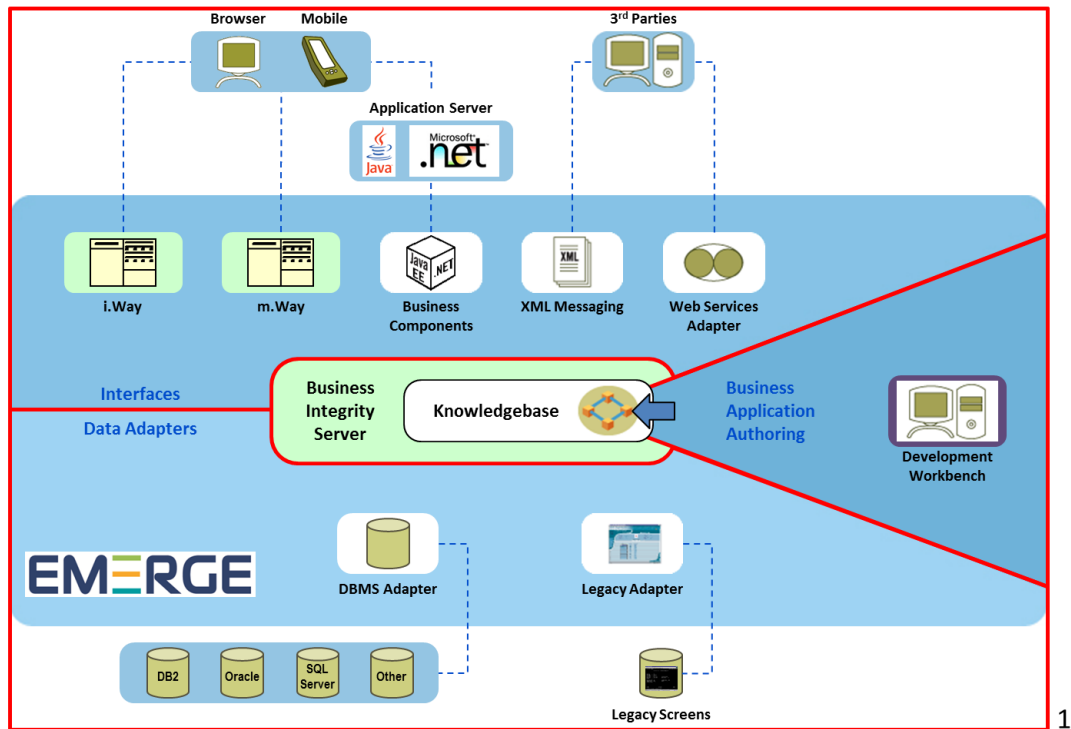 Browser Mobile
3rd Parties
Application Server
Java
Microsoft
.net
Java
EE
.NET
XML
i.Way
m.Way
Business
Components
XML Messaging
Web Services
Adapter
Interfaces
Data Adapters
Business
Integrity
Server
Knowledgebase
Business
Application
Authoring
Development
Workbench
EMERGE
DBMS Adapter
Legacy Adapter
DB2
Oracle
SQL
Server
Other
Legacy Screens
1